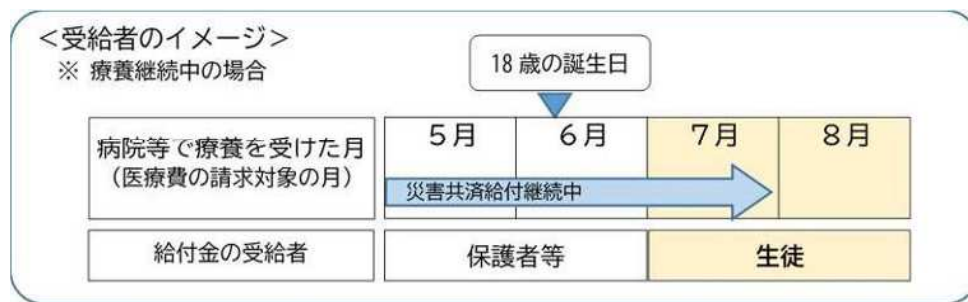 ＜受給者のイメージ＞
※ 療養継続中の場合
18歳の誕生日
病院等で療養を受けた月
（医療費の請求対象の月）
5月
6月
7月
8月
災害共済給付継続中
給付金の受給者
保護者等
生徒